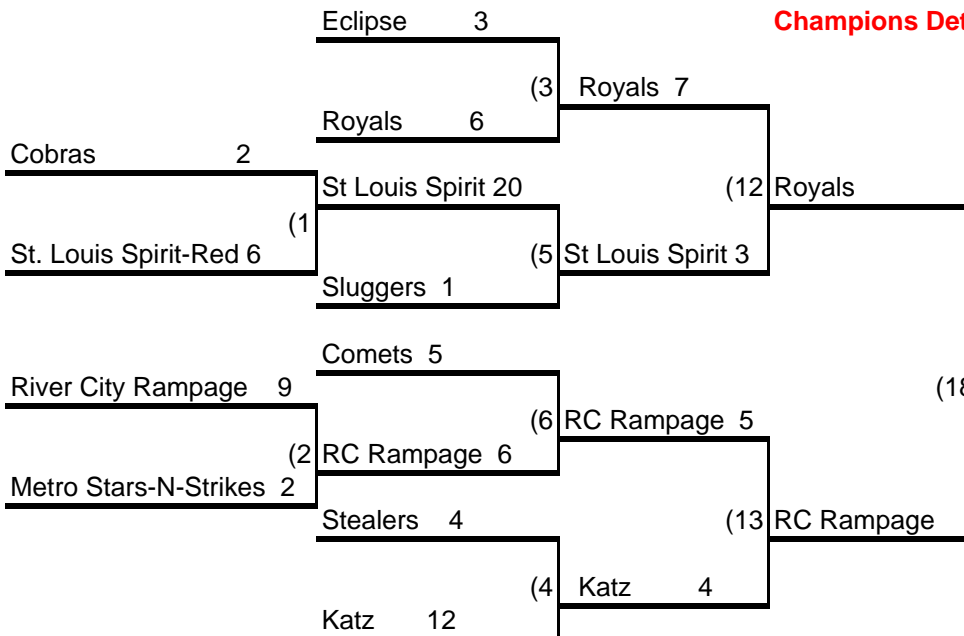 Eclipse 3
Champions Det
(3 Royals 7
Royals 6
Cobras 2
St Louis Spirit 20
(12 Royals
(1
St. Louis Spirit-Red 6
(5 St Louis Spirit 3
Sluggers 1
Comets 5
River City Rampage 9
(18
(6 RC Rampage 5
(2 RC Rampage 6
Metro Stars-N-Strikes 2
Stealers 4
(13 RC Rampage
(4 Katz 4
Katz 12